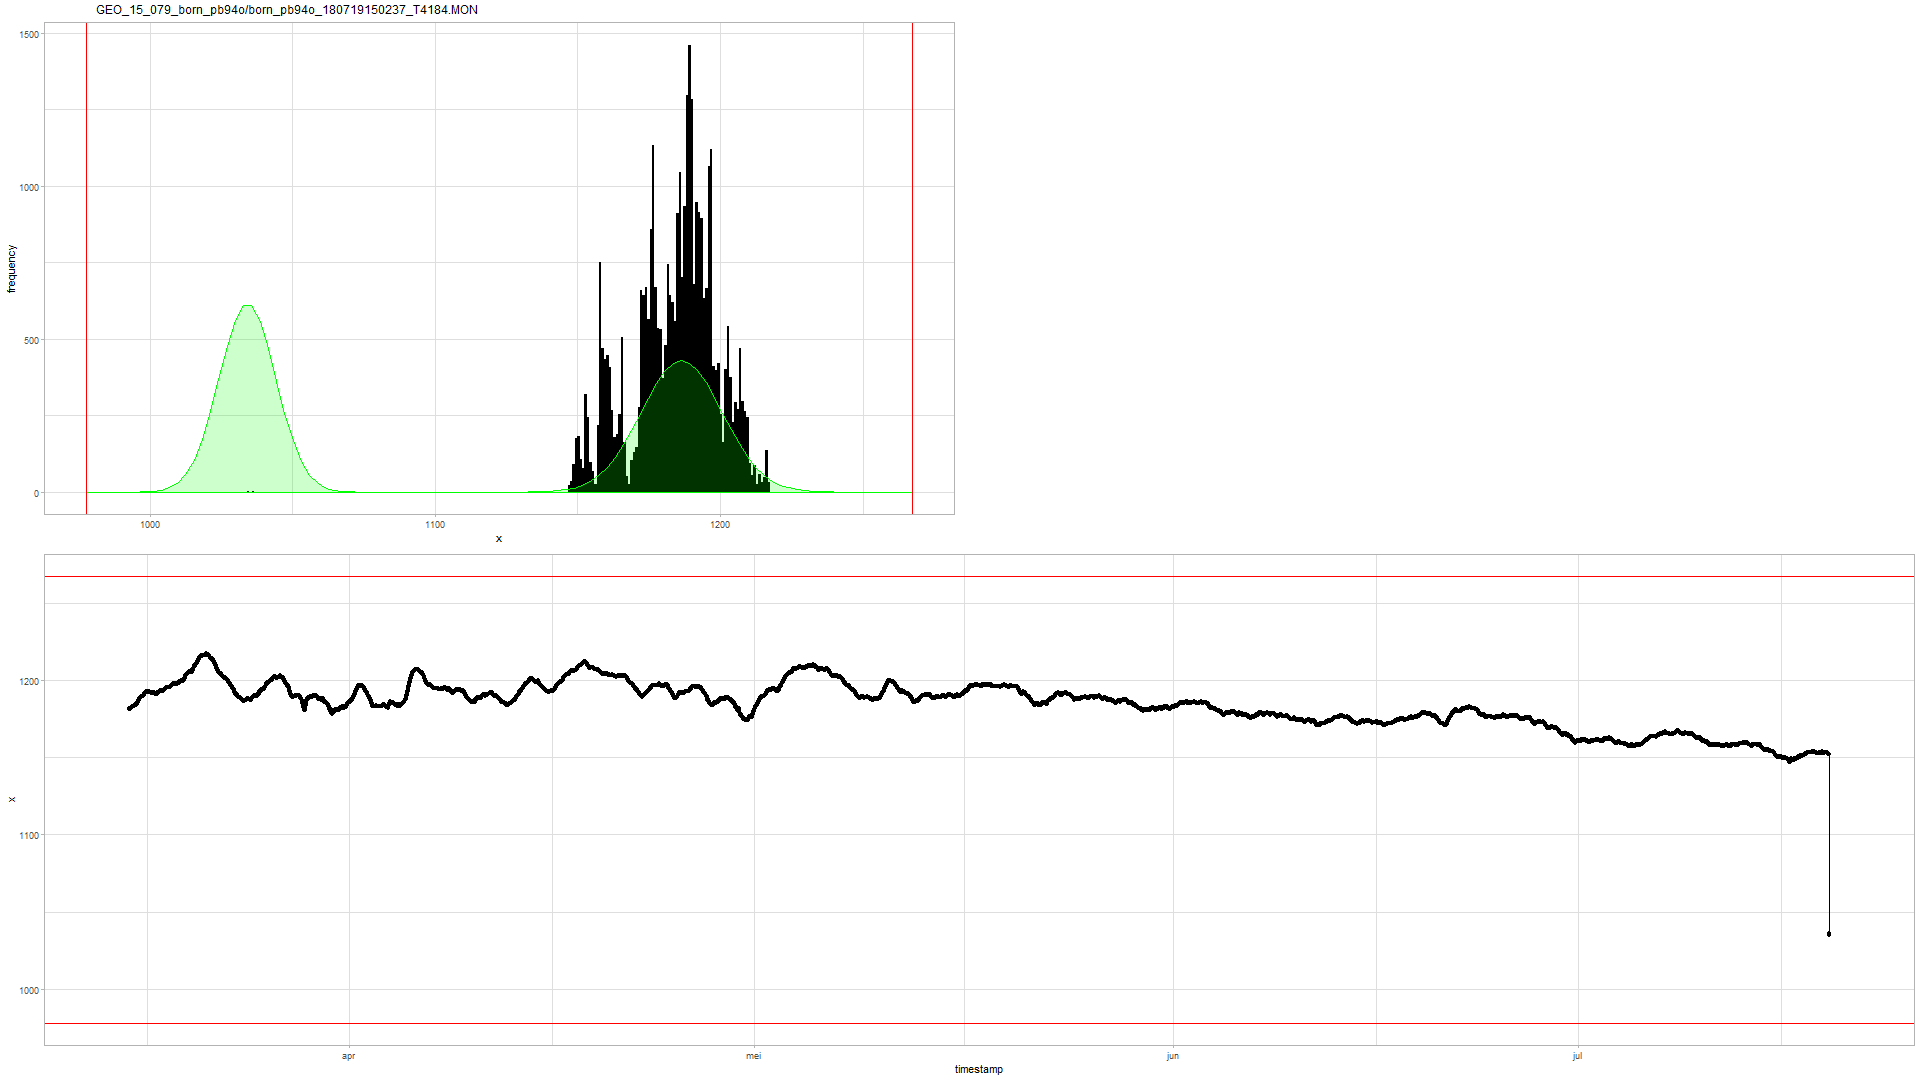 GEO_15_079_born_pb94o/born_pb94o_180719150237_T4184.MON
1500
1000
500
0
frequency
1000 1100 1200
x
1200
1100
1000
x
apr mei jun jul
timestamp